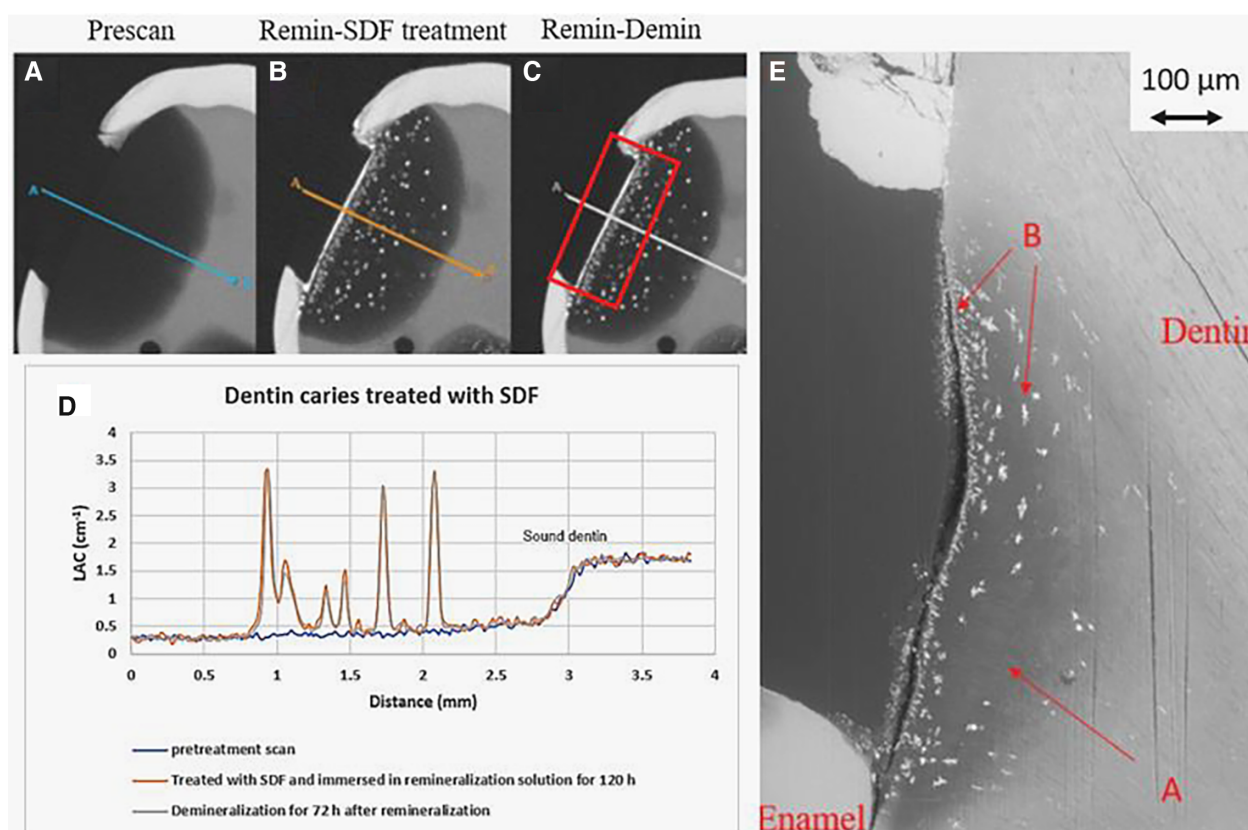 Prescan
Remin-SDF treatment
Remin-Demin
A
B
C
A
A
A
E
100 µm
B
Dentin
A
Enamel
D
Dentin caries treated with SDF
LAC (cm⁻¹)
4
3.5
3
2.5
2
1.5
1
0.5
0
Sound dentin
0
0.5
1
1.5
2
2.5
3
3.5
4
Distance (mm)
pretreatment scan
Treated with SDF and immersed in remineralization solution for 120 h
Demineralization for 72 h after remineralization